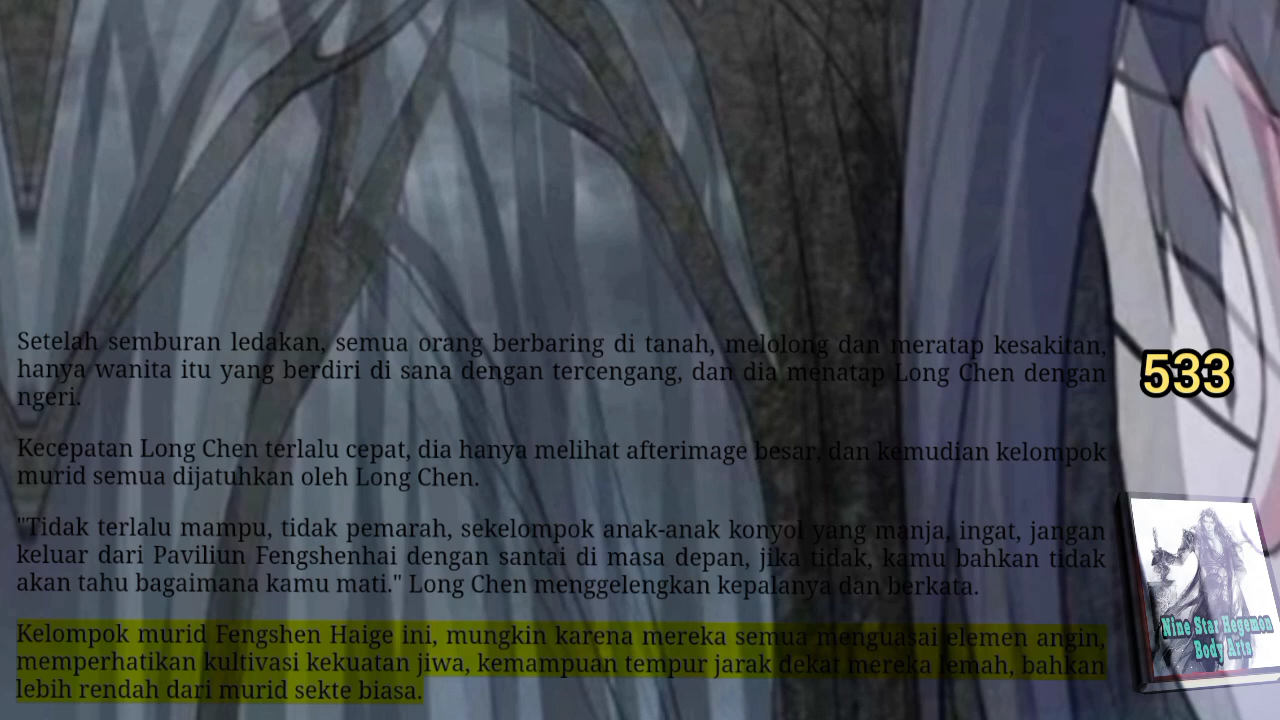 Setelah semburan ledakan, semua orang berbaring di tanah, melolong dan meratap kesakitan,
hanya wanita itu yang berdiri di sana dengan tercengang, dan dia menatap Long Chen dengan
ngeri.
Kecepatan Long Chen terlalu cepat, dia hanya melihat afterimage besar, dan kemudian kelompok
murid semua dijatuhkan oleh Long Chen.
"Tidak terlalu mampu, tidak pemarah, sekelompok anak-anak konyol yang manja, ingat, jangan
keluar dari Paviliun Fengshenhai dengan santai di masa depan, jika tidak, kamu bahkan tidak
akan tahu bagaimana kamu mati." Long Chen menggelengkan kepalanya dan berkata.
Kelompok murid Fengshen Haige ini, mungkin karena mereka semua menguasai elemen angin,
memperhatikan kultivasi kekuatan jiwa, kemampuan tempur jarak dekat mereka lemah, bahkan
lebih rendah dari murid sekte biasa.
533
Nine Star Hegemon
Body Arts